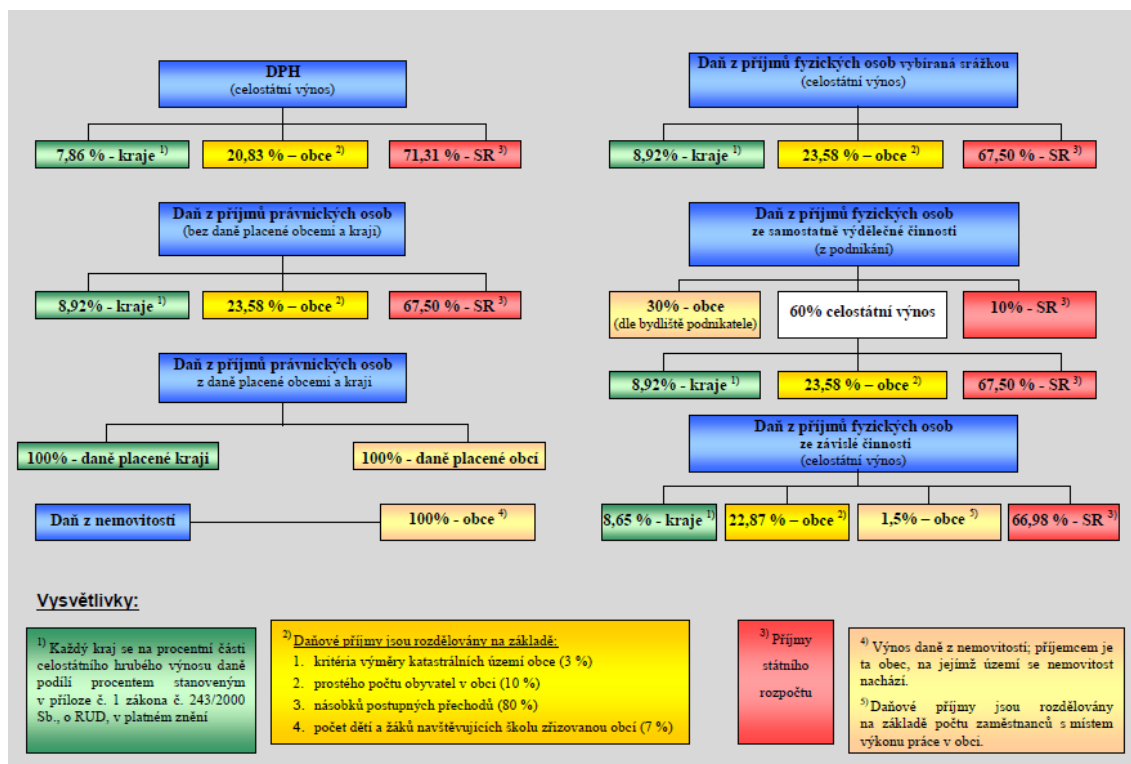 DPH
(celostátní výnos)
7,86 % - kraje 1)
20,83 % – obce 2)
71,31 % - SR 3)
Daň z příjmů právnických osob
(bez daně placené obcemi a kraji)
8,92% - kraje 1)
23,58 % – obce 2)
67,50 % - SR 3)
Daň z příjmů právnických osob
z daně placené obcemi a kraji
100% - daně placené kraji
100% - daně placené obcí
Daň z nemovitostí
100% - obce 4)
Daň z příjmů fyzických osob vybíraná srážkou
(celostátní výnos)
8,92% - kraje 1)
23,58 % – obce 2)
67,50 % - SR 3)
Daň z příjmů fyzických osob
ze samostatně výdělečné činnosti
(z podnikání)
30% - obce
(dle bydliště podnikatele)
60% celostátní výnos
10% - SR 3)
8,92% - kraje 1)
23,58 % – obce 2)
67,50 % - SR 3)
Daň z příjmů fyzických osob
ze závislé činnosti
(celostátní výnos)
8,65 % - kraje 1)
22,87 % – obce 2)
1,5% – obce 5)
66,98 % - SR 3)
Vysvětlivky:
1) Každý kraj se na procentní části
celostátního hrubého výnosu daně
podílí procentem stanoveným
v příloze č. 1 zákona č. 243/2000
Sb., o RUD, v platném znění
2) Daňové příjmy jsou rozdělovány na základě:
1. kritéria výměry katastrálních území obce (3 %)
2. prostého počtu obyvatel v obci (10 %)
3. násobků postupných přechodů (80 %)
4. počet dětí a žáků navštěvujících školu zřizovanou obcí (7 %)
3) Příjmy
státního
rozpočtu
4) Výnos daně z nemovitostí; příjemcem je
ta obec, na jejímž území se nemovitost
nachází.
5) Daňové příjmy jsou rozdělovány
na základě počtu zaměstnanců s místem
výkonu práce v obci.